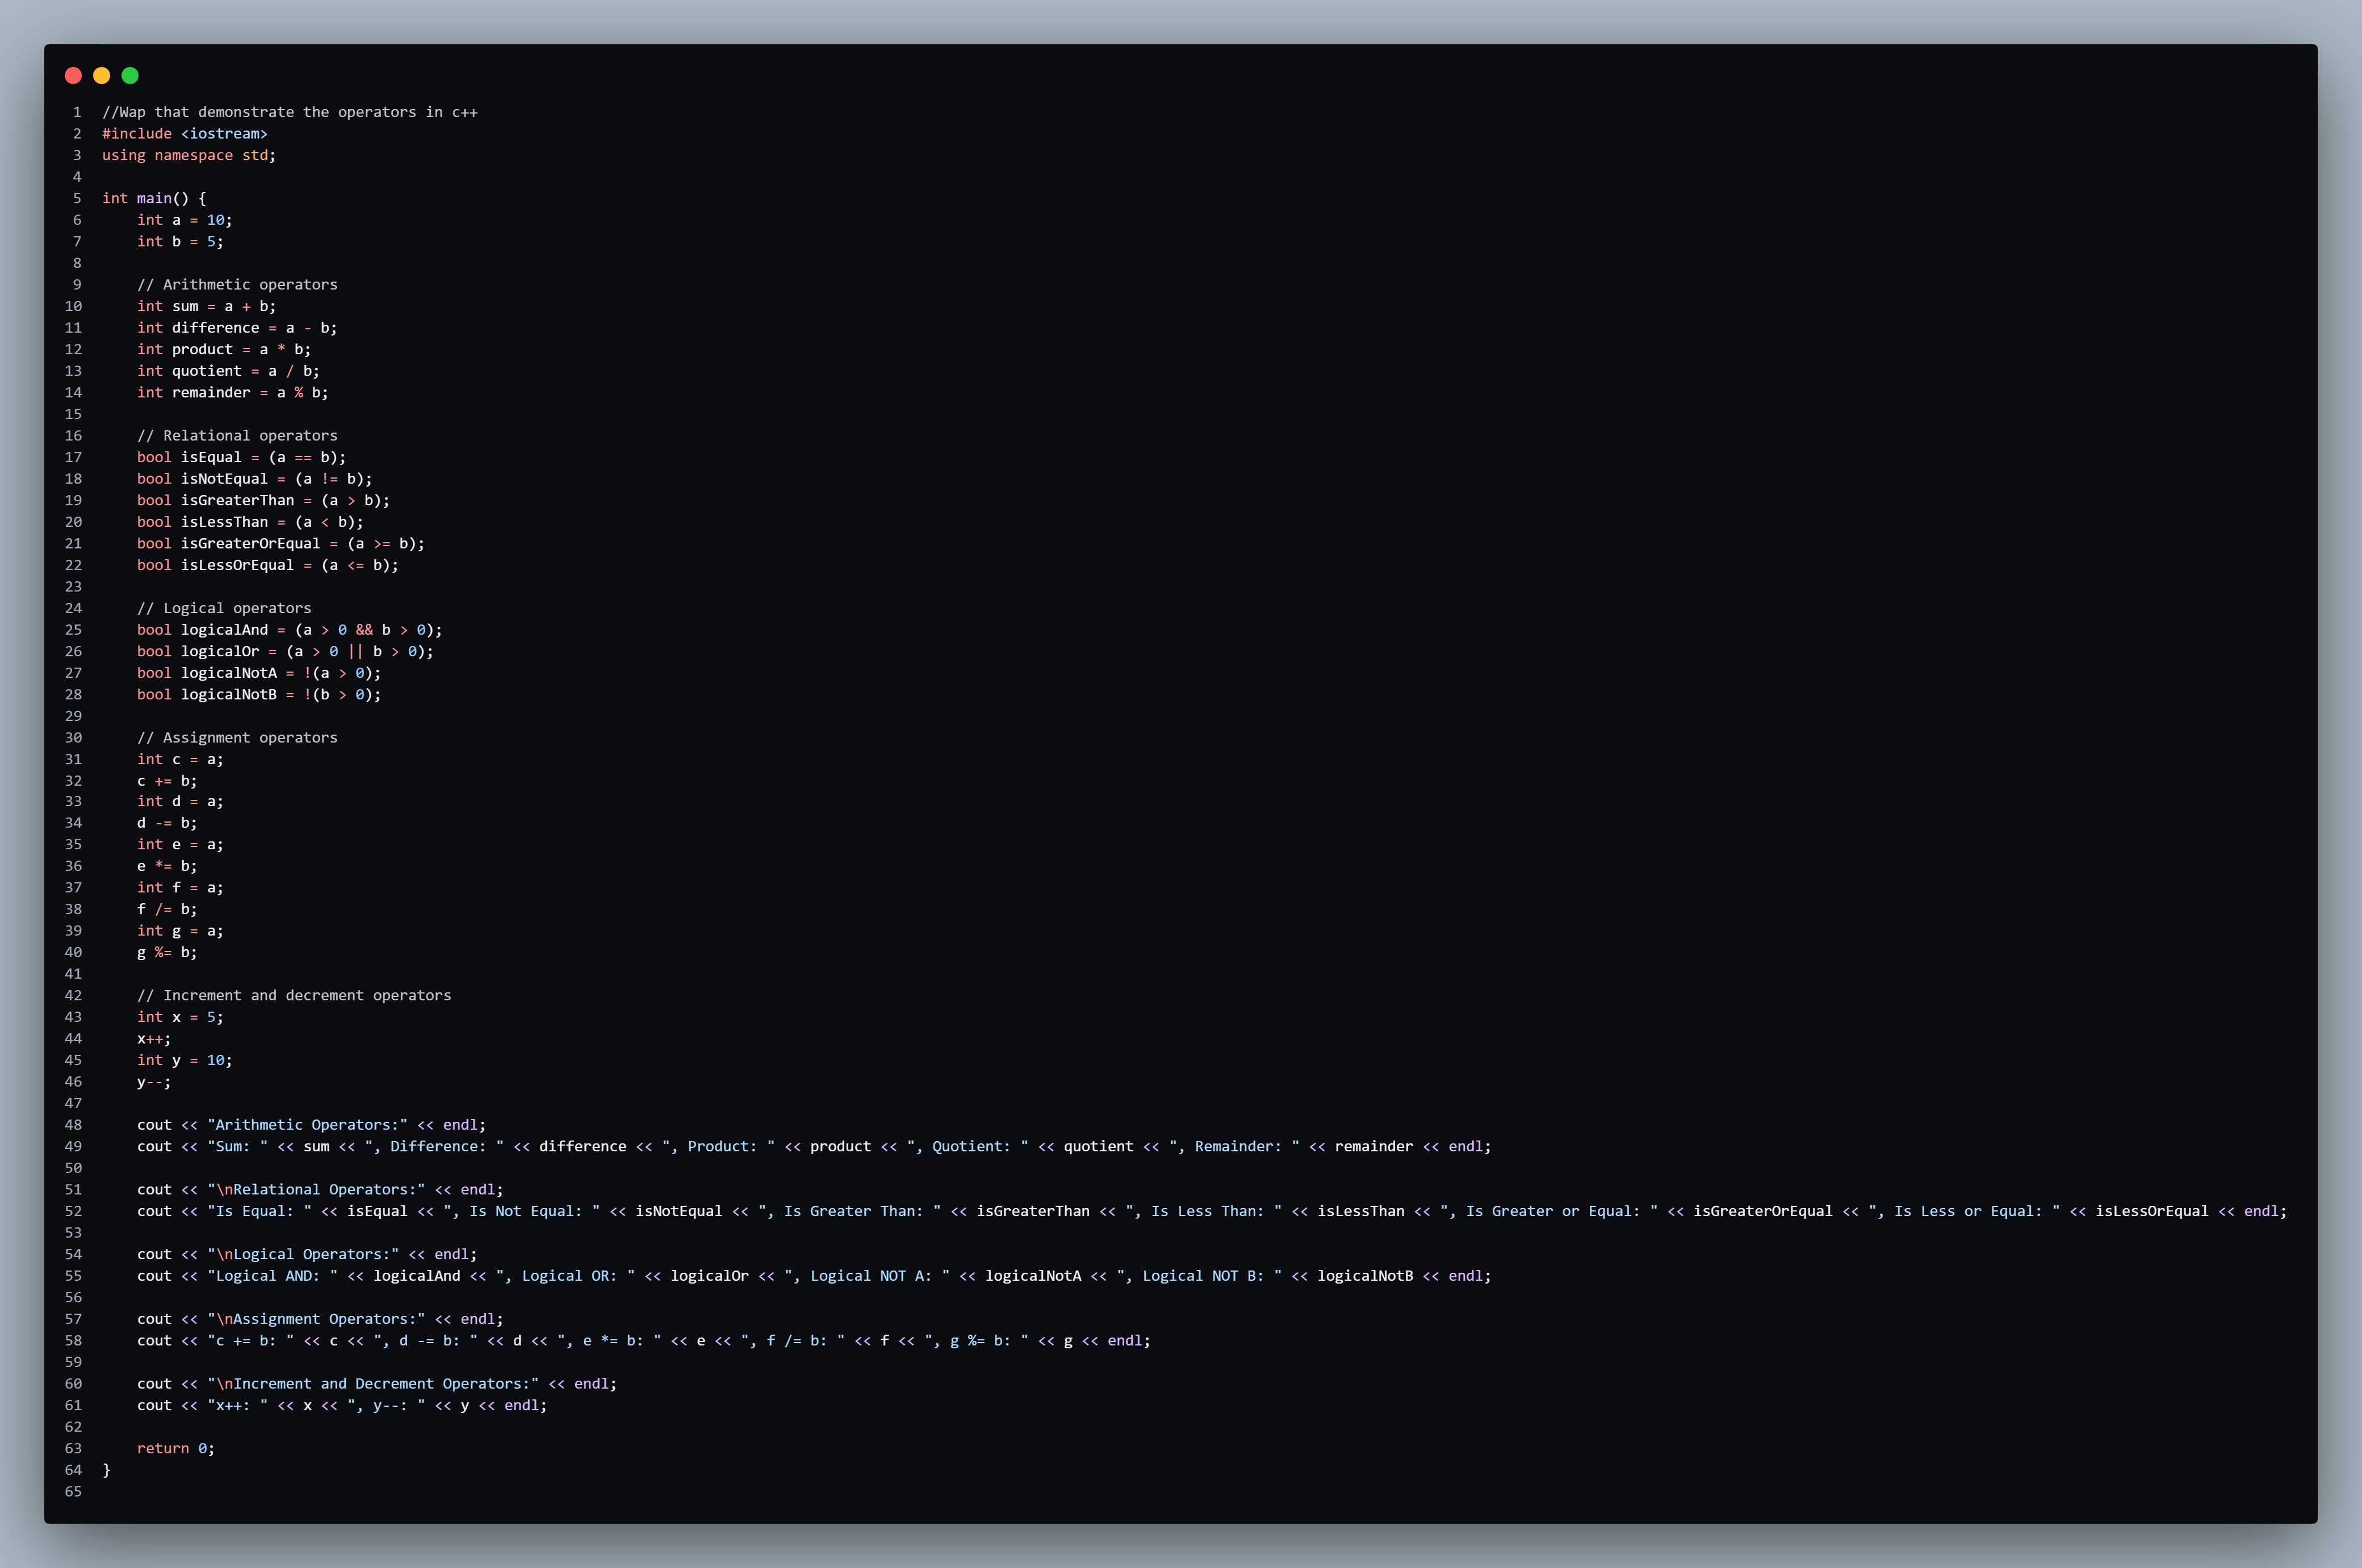 1 //Wap that demonstrate the operators in c++
2 #include <iostream>
3 using namespace std;
4
5 int main() {
6     int a = 10;
7     int b = 5;
8
9     // Arithmetic operators
10     int sum = a + b;
11     int difference = a - b;
12     int product = a * b;
13     int quotient = a / b;
14     int remainder = a % b;
15
16     // Relational operators
17     bool isEqual = (a == b);
18     bool isNotEqual = (a != b);
19     bool isGreaterThan = (a > b);
20     bool isLessThan = (a < b);
21     bool isGreaterOrEqual = (a >= b);
22     bool isLessOrEqual = (a <= b);
23
24     // Logical operators
25     bool logicalAnd = (a > 0 && b > 0);
26     bool logicalOr = (a > 0 || b > 0);
27     bool logicalNotA = !(a > 0);
28     bool logicalNotB = !(b > 0);
29
30     // Assignment operators
31     int c = a;
32     c += b;
33     int d = a;
34     d -= b;
35     int e = a;
36     e *= b;
37     int f = a;
38     f /= b;
39     int g = a;
40     g %= b;
41
42     // Increment and decrement operators
43     int x = 5;
44     x++;
45     int y = 10;
46     y--;
47
48     cout << "Arithmetic Operators:" << endl;
49     cout << "Sum: " << sum << ", Difference: " << difference << ", Product: " << product << ", Quotient: " << quotient << ", Remainder: " << remainder << endl;
50
51     cout << "\nRelational Operators:" << endl;
52     cout << "Is Equal: " << isEqual << ", Is Not Equal: " << isNotEqual << ", Is Greater Than: " << isGreaterThan << ", Is Less Than: " << isLessThan << ", Is Greater or Equal: " << isGreaterOrEqual << ", Is Less or Equal: " << isLessOrEqual << endl;
53
54     cout << "\nLogical Operators:" << endl;
55     cout << "Logical AND: " << logicalAnd << ", Logical OR: " << logicalOr << ", Logical NOT A: " << logicalNotA << ", Logical NOT B: " << logicalNotB << endl;
56
57     cout << "\nAssignment Operators:" << endl;
58     cout << "c += b: " << c << ", d -= b: " << d << ", e *= b: " << e << ", f /= b: " << f << ", g %= b: " << g << endl;
59
60     cout << "\nIncrement and Decrement Operators:" << endl;
61     cout << "x++: " << x << ", y--: " << y << endl;
62
63     return 0;
64 }
65